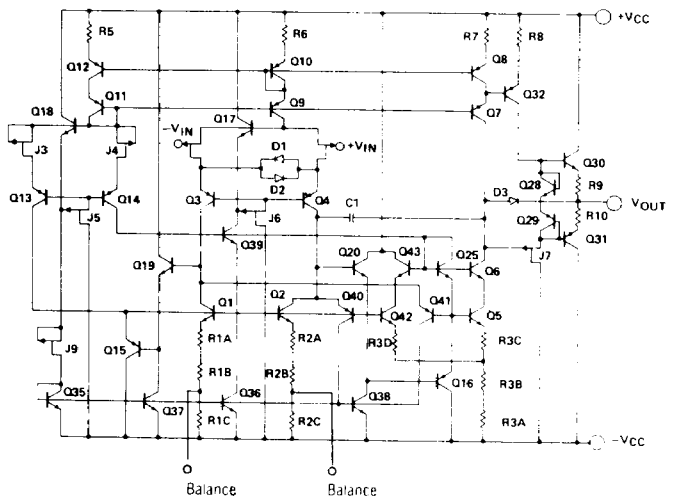 +VCC
R5
R6
R7
R8
Q12
Q10
Q8
Q32
Q11
Q9
Q7
Q18
Q17
-VIN
+VIN
D1
D2
J3
J4
Q30
Q28
R9
Q13
J5
Q14
Q3
J6
Q4
C1
D3
VOUT
R10
Q29
Q31
Q39
Q20
Q43
Q25
Q6
J7
Q19
Q1
Q2
Q40
Q42
Q41
Q5
R1A
R2A
R3D
R3C
J9
Q15
R1B
R2B
Q16
R3B
Q35
Q37
Q36
Q38
R1C
R2C
R3A
-VCC
Balance
Balance